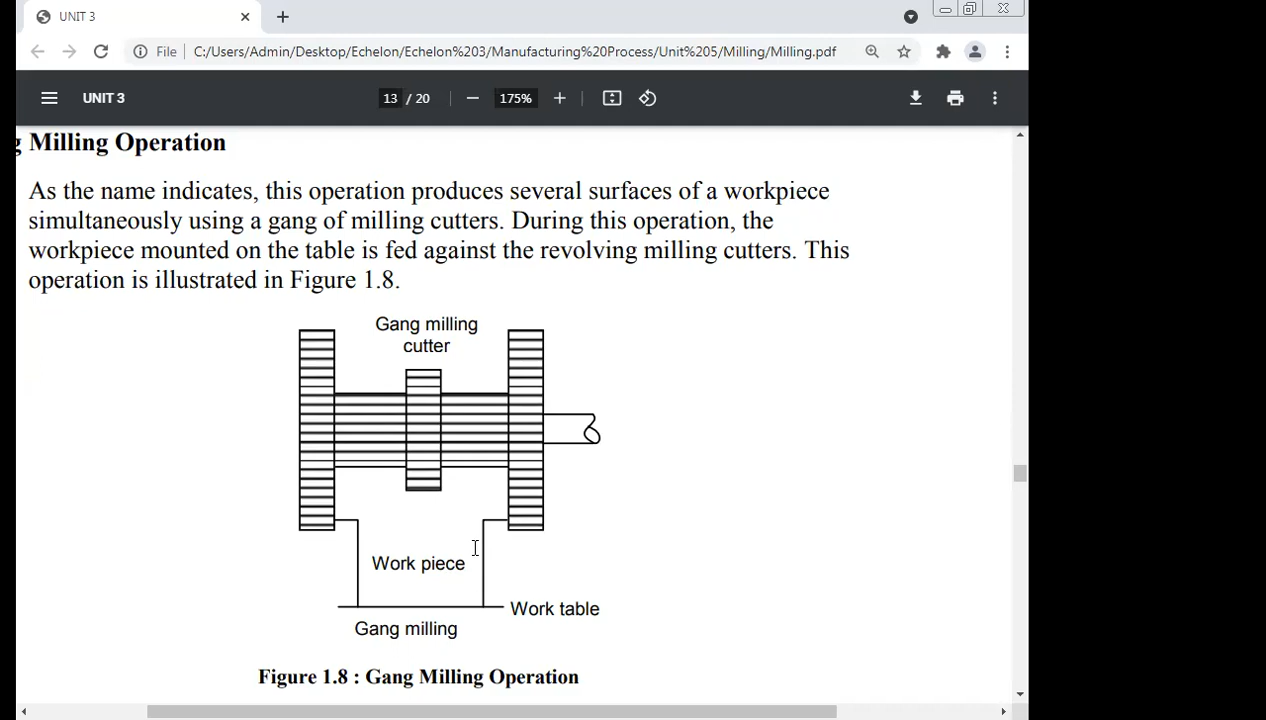 UNIT 3
File
C:/Users/Admin/Desktop/Echelon/Echelon%203/Manufacturing%20Process/Unit%205/Milling/Milling.pdf
UNIT 3
13 / 20
175%
g Milling Operation
As the name indicates, this operation produces several surfaces of a workpiece
simultaneously using a gang of milling cutters. During this operation, the
workpiece mounted on the table is fed against the revolving milling cutters. This
operation is illustrated in Figure 1.8.
Gang milling
cutter
Work piece
Work table
Gang milling
Figure 1.8 : Gang Milling Operation